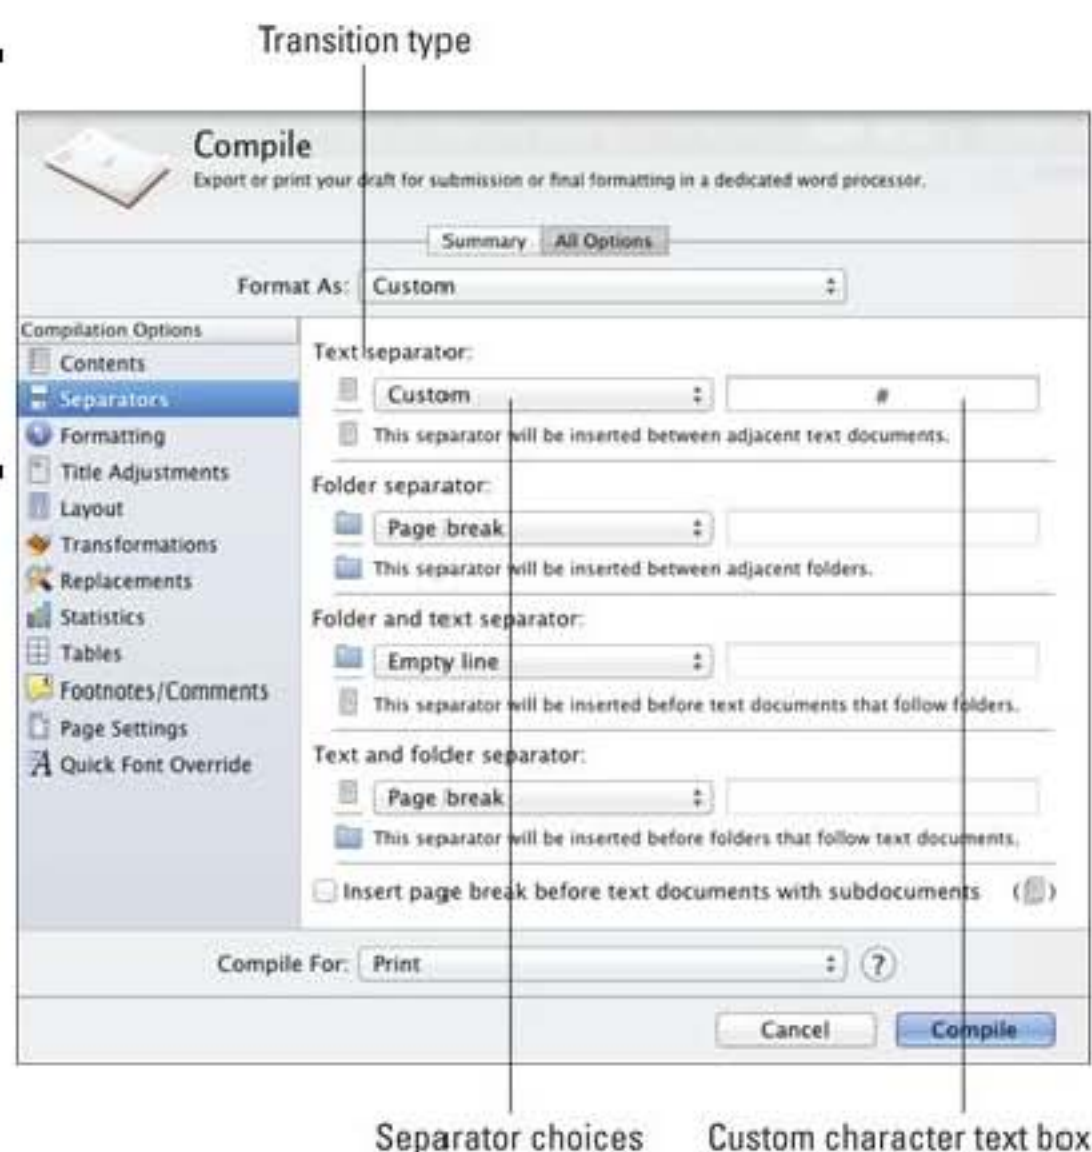 Transition type
Compile
Export or print your draft for submission or final formatting in a dedicated word processor.
Summary All Options
Format As: Custom
Compilation Options
Contents
Separators
Formatting
Title Adjustments
Layout
Transformations
Replacements
Statistics
Tables
Footnotes/Comments
Page Settings
A Quick Font Override
Text separator:
Custom #
This separator will be inserted between adjacent text documents.
Folder separator:
Page break
This separator will be inserted between adjacent folders.
Folder and text separator:
Empty line
This separator will be inserted before text documents that follow folders.
Text and folder separator:
Page break
This separator will be inserted before folders that follow text documents.
Insert page break before text documents with subdocuments ( )
Compile For: Print ?
Cancel Compile
Separator choices Custom character text box